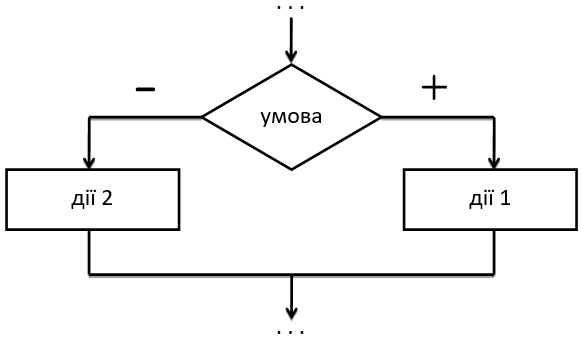 . . .
− +
умова
дії 2 дії 1
. . .